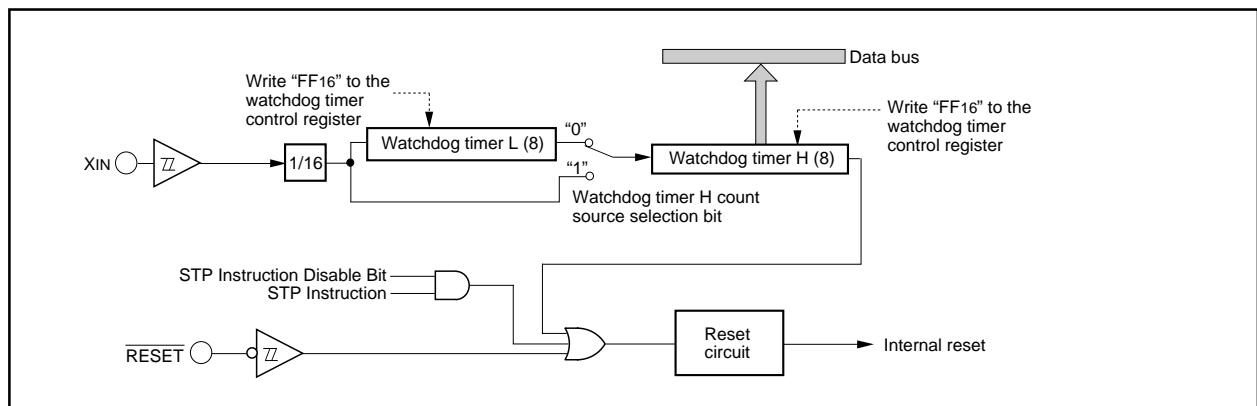 Data bus
Write “FF16” to the
watchdog timer
control register
Write “FF16” to the
watchdog timer
control register
“0”
XIN
1/16
Watchdog timer L (8)
Watchdog timer H (8)
“1”
Watchdog timer H count
source selection bit
STP Instruction Disable Bit
STP Instruction
RESET
Reset
circuit
Internal reset